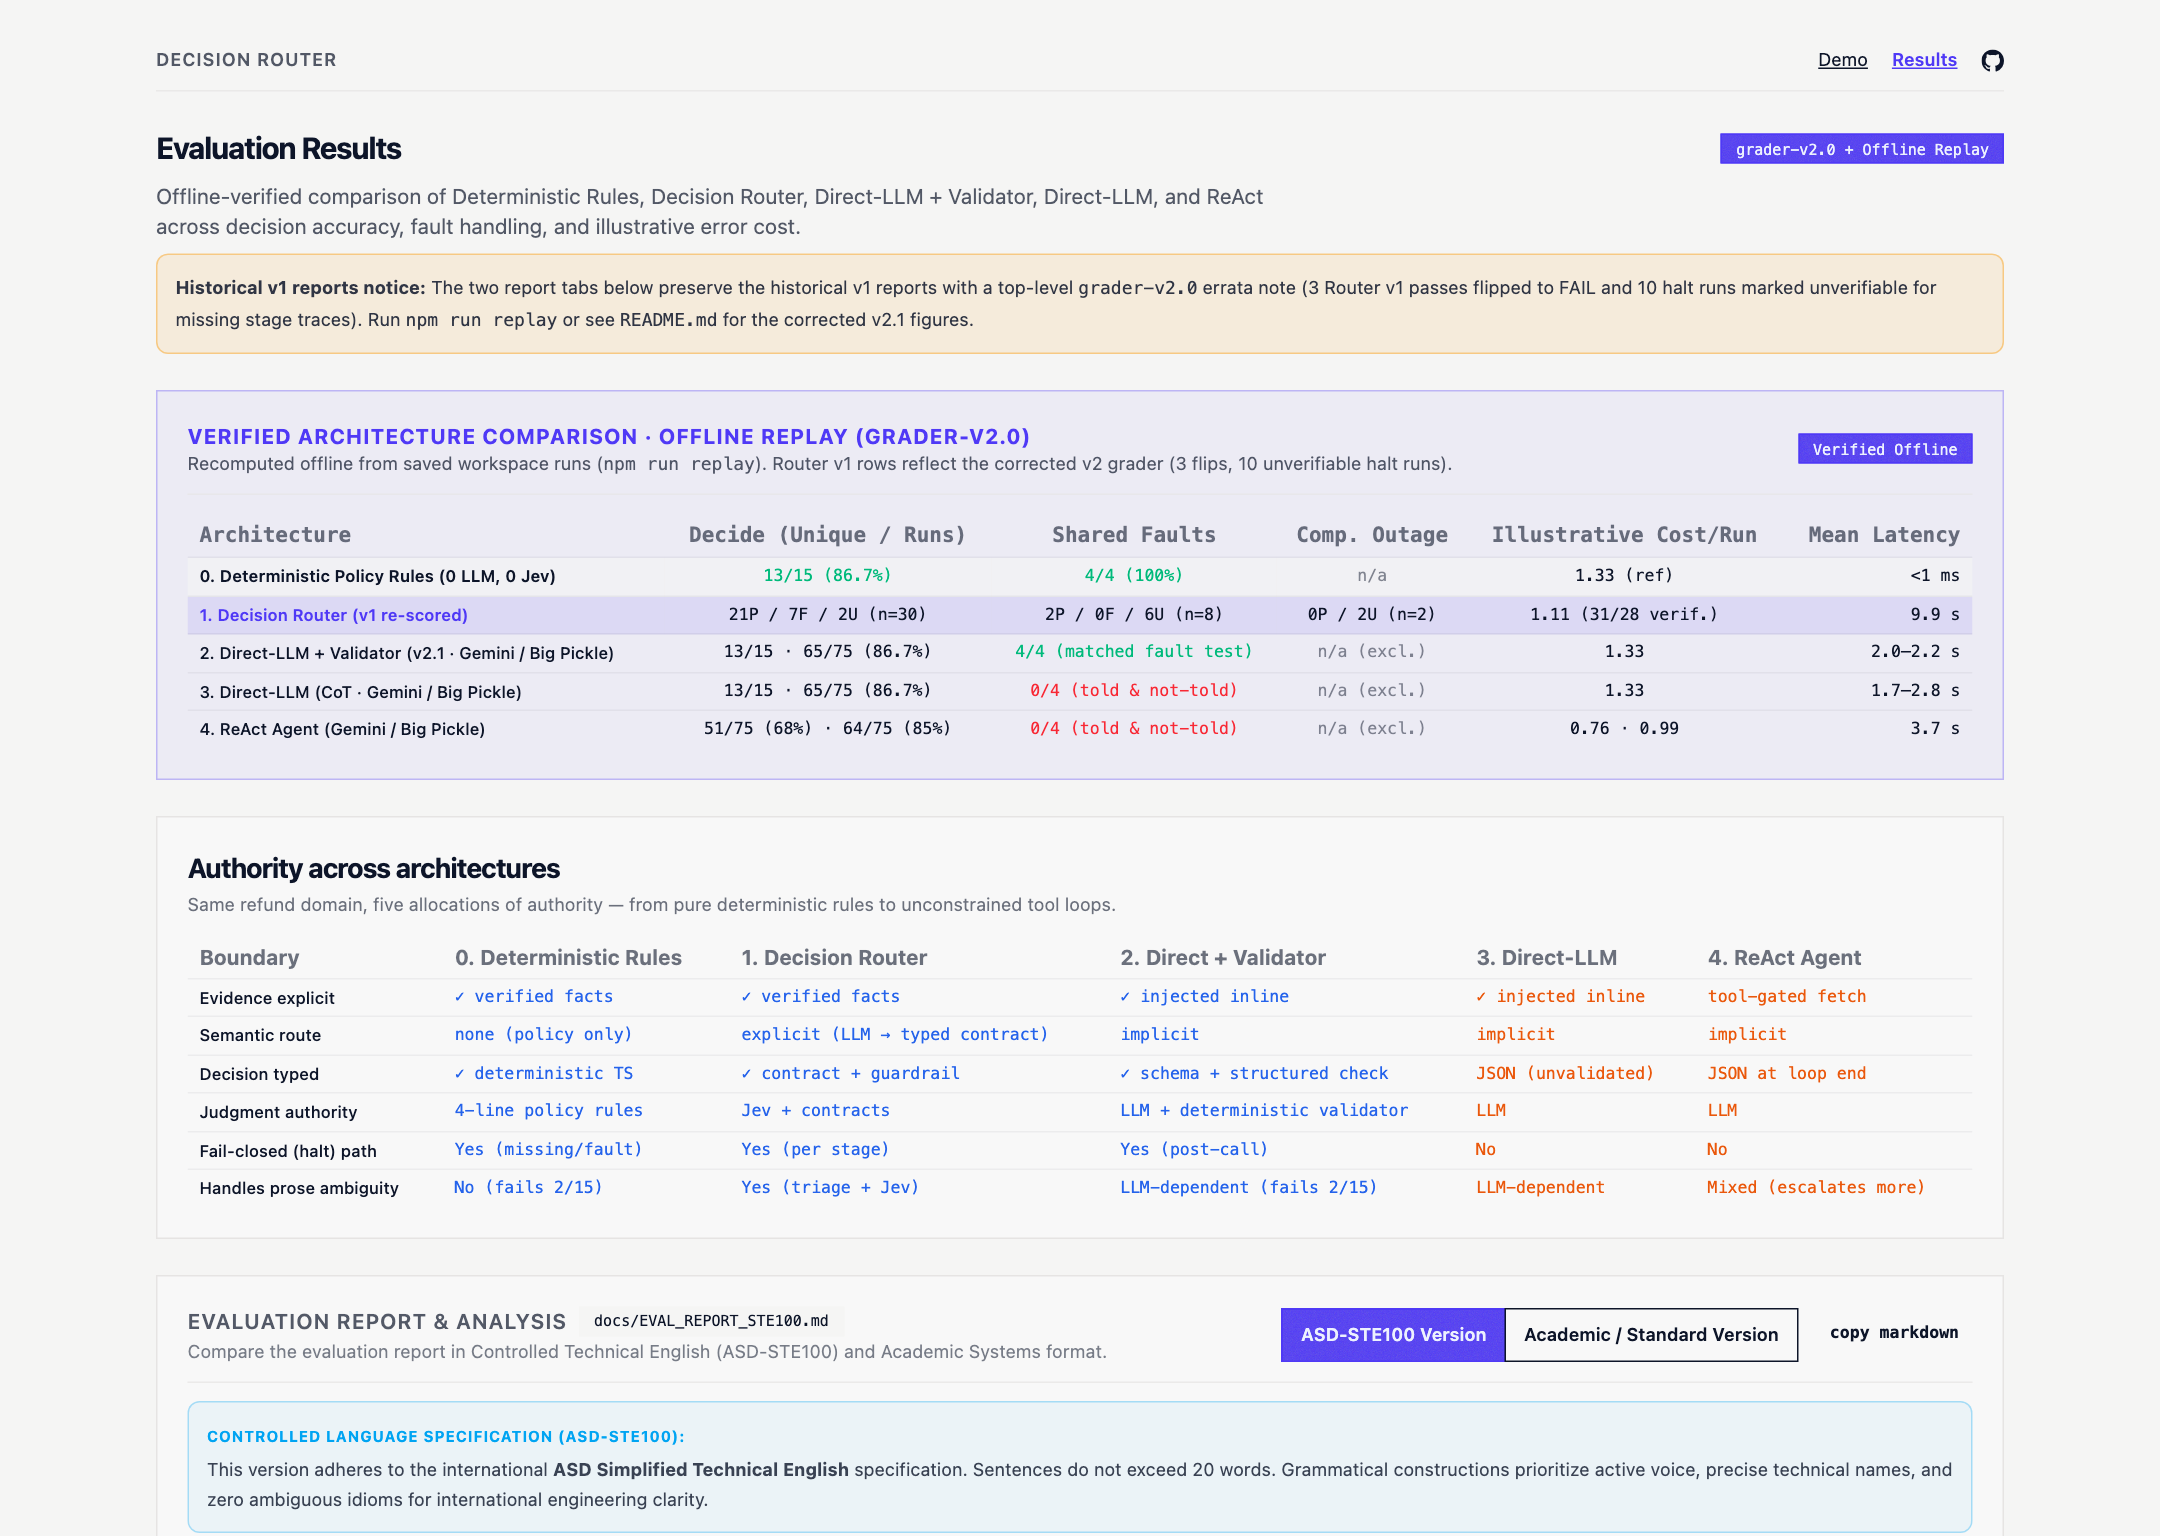 DECISION ROUTER
Demo Results
Evaluation Results
grader-v2.0 + Offline Replay
Offline-verified comparison of Deterministic Rules, Decision Router, Direct-LLM + Validator, Direct-LLM, and ReAct
across decision accuracy, fault handling, and illustrative error cost.
Historical v1 reports notice: The two report tabs below preserve the historical v1 reports with a top-level grader-v2.0 errata note (3 Router v1 passes flipped to FAIL and 10 halt runs marked unverifiable for
missing stage traces). Run npm run replay or see README.md for the corrected v2.1 figures.
VERIFIED ARCHITECTURE COMPARISON · OFFLINE REPLAY (GRADER-V2.0)
Recomputed offline from saved workspace runs (npm run replay). Router v1 rows reflect the corrected v2 grader (3 flips, 10 unverifiable halt runs).
Verified Offline
Architecture Decide (Unique / Runs) Shared Faults Comp. Outage Illustrative Cost/Run Mean Latency
0. Deterministic Policy Rules (0 LLM, 0 Jev) 13/15 (86.7%) 4/4 (100%) n/a 1.33 (ref) <1 ms
1. Decision Router (v1 re-scored) 21P / 7F / 2U (n=30) 2P / 0F / 6U (n=8) 0P / 2U (n=2) 1.11 (31/28 verif.) 9.9 s
2. Direct-LLM + Validator (v2.1 · Gemini / Big Pickle) 13/15 · 65/75 (86.7%) 4/4 (matched fault test) n/a (excl.) 1.33 2.0–2.2 s
3. Direct-LLM (CoT · Gemini / Big Pickle) 13/15 · 65/75 (86.7%) 0/4 (told & not-told) n/a (excl.) 1.33 1.7–2.8 s
4. ReAct Agent (Gemini / Big Pickle) 51/75 (68%) · 64/75 (85%) 0/4 (told & not-told) n/a (excl.) 0.76 · 0.99 3.7 s
Authority across architectures
Same refund domain, five allocations of authority — from pure deterministic rules to unconstrained tool loops.
Boundary 0. Deterministic Rules 1. Decision Router 2. Direct + Validator 3. Direct-LLM 4. ReAct Agent
Evidence explicit ✓ verified facts ✓ verified facts ✓ injected inline ✓ injected inline tool-gated fetch
Semantic route none (policy only) explicit (LLM → typed contract) implicit implicit implicit
Decision typed ✓ deterministic TS ✓ contract + guardrail ✓ schema + structured check JSON (unvalidated) JSON at loop end
Judgment authority 4-line policy rules Jev + contracts LLM + deterministic validator LLM LLM
Fail-closed (halt) path Yes (missing/fault) Yes (per stage) Yes (post-call) No No
Handles prose ambiguity No (fails 2/15) Yes (triage + Jev) LLM-dependent (fails 2/15) LLM-dependent Mixed (escalates more)
EVALUATION REPORT & ANALYSIS docs/EVAL_REPORT_STE100.md
Compare the evaluation report in Controlled Technical English (ASD-STE100) and Academic Systems format.
ASD-STE100 Version Academic / Standard Version copy markdown
CONTROLLED LANGUAGE SPECIFICATION (ASD-STE100):
This version adheres to the international ASD Simplified Technical English specification. Sentences do not exceed 20 words. Grammatical constructions prioritize active voice, precise technical names, and
zero ambiguous idioms for international engineering clarity.